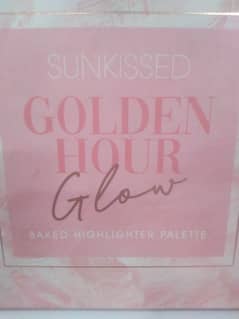 SUNKISSED
GOLDEN
HOUR
Glow
BAKED HIGHLIGHTER PALETTE